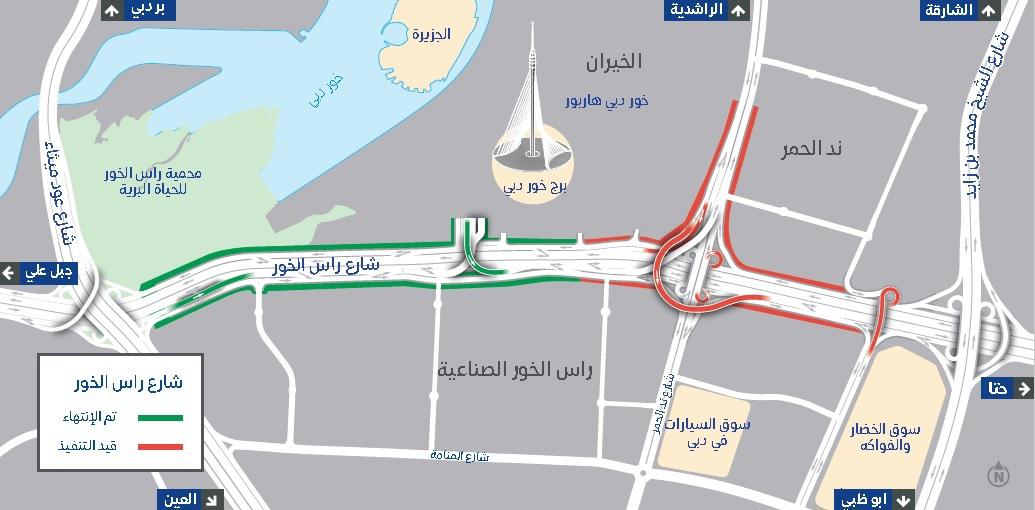 بر دبي
الراشدية
الشارقة
الجزيرة
خور دبي
الخيران
خور دبي هاربور
برج خور دبي
ند الحمر
شارع الشيخ محمد بن زايد
شارع عود ميثاء
محمية راس الخور
للحياة البرية
جبل علي
شارع راس الخور
راس الخور الصناعية
شارع راس الخور
تم الإنتهاء
قيد التنفيذ
شارع ند الحمر
سوق السيارات
في دبي
سوق الخضار
والفواكه
حتا
شارع المنامة
العين
ابو ظبي
N